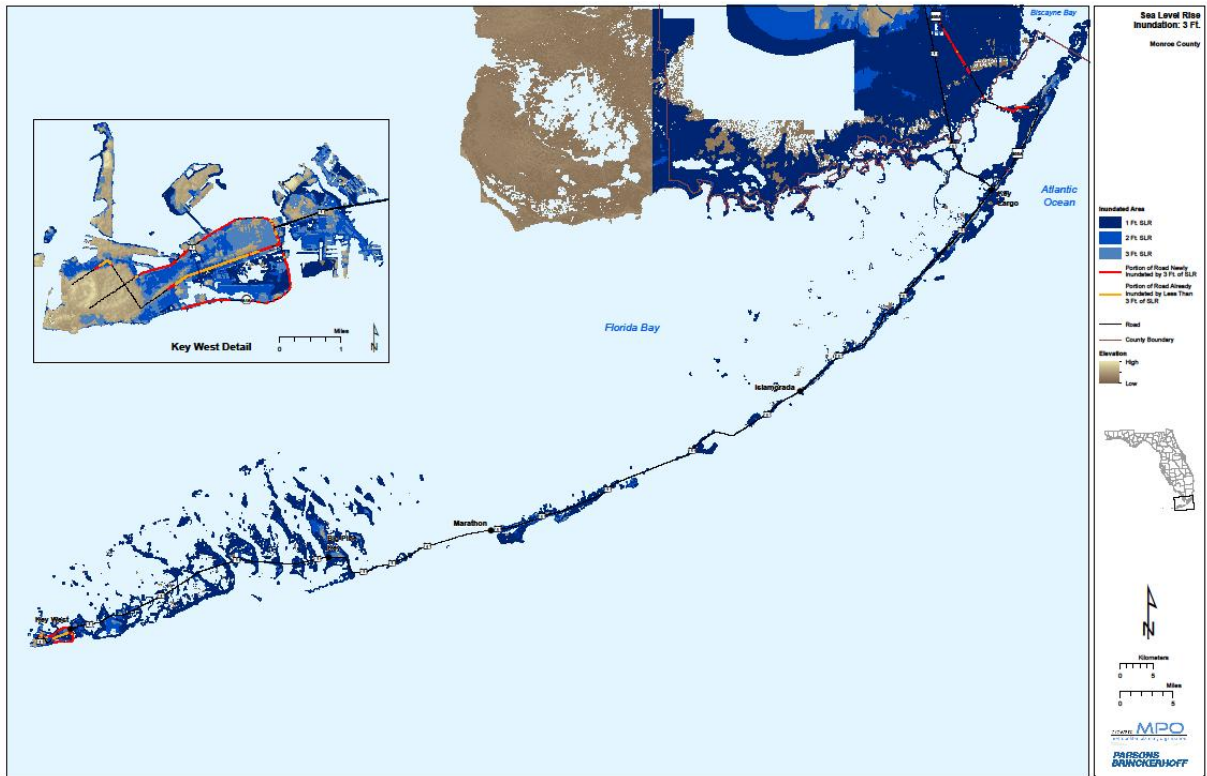 Sea Level Rise
Inundation: 3 Ft.
Monroe County
Biscayne Bay
Atlantic
Ocean
Key
Largo
Florida Bay
Islamorada
Marathon
Key West
Key West Detail
Miles
0 1
N
Inundated Area
1 Ft. SLR
2 Ft. SLR
3 Ft. SLR
Portion of Road Newly
Inundated by 3 Ft. of SLR
Portion of Road Already
Inundated by Less Than
3 Ft. of SLR
Road
County Boundary
Elevation
High
Low
N
Kilometers
0 5
Miles
0 5
MPO
PARSONS
BRINCKERHOFF